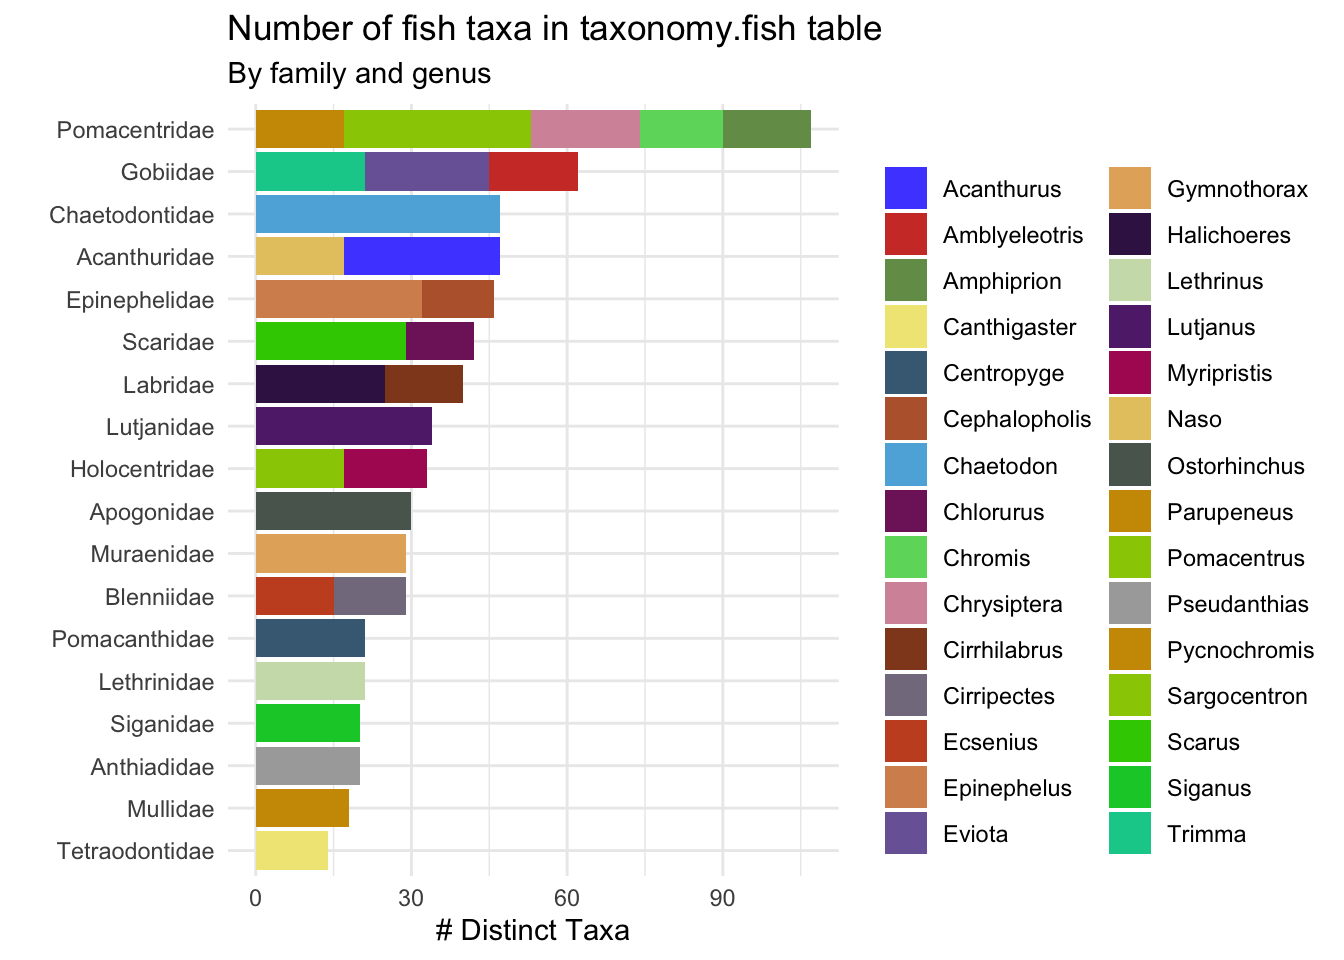 Number of fish taxa in taxonomy.fish table
By family and genus
Pomacentridae
Gobiidae
Chaetodontidae
Acanthuridae
Epinephelidae
Scaridae
Labridae
Lutjanidae
Holocentridae
Apogonidae
Muraenidae
Blenniidae
Pomacanthidae
Lethrinidae
Siganidae
Anthiadidae
Mullidae
Tetraodontidae
0 30 60 90
# Distinct Taxa
Acanthurus
Amblyeleotris
Amphiprion
Canthigaster
Centropyge
Cephalopholis
Chaetodon
Chlorurus
Chromis
Chrysiptera
Cirrhilabrus
Cirripectes
Ecsenius
Epinephelus
Eviota
Gymnothorax
Halichoeres
Lethrinus
Lutjanus
Myripristis
Naso
Ostorhinchus
Parupeneus
Pomacentrus
Pseudanthias
Pycnochromis
Sargocentron
Scarus
Siganus
Trimma